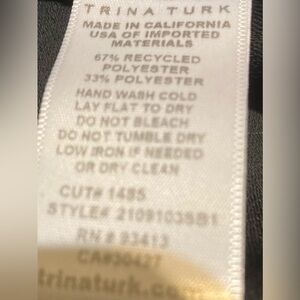 TRINA TURK
MADE IN CALIFORNIA
USA OF IMPORTED
MATERIALS
67% RECYCLED
POLYESTER
33% POLYESTER
HAND WASH COLD
LAY FLAT TO DRY
DO NOT BLEACH
DO NOT TUMBLE DRY
LOW IRON IF NEEDED
OR DRY CLEAN
CUT# 1485
STYLE# 2109103SB1
RN# 93413
CA#30427
trinaturk.c